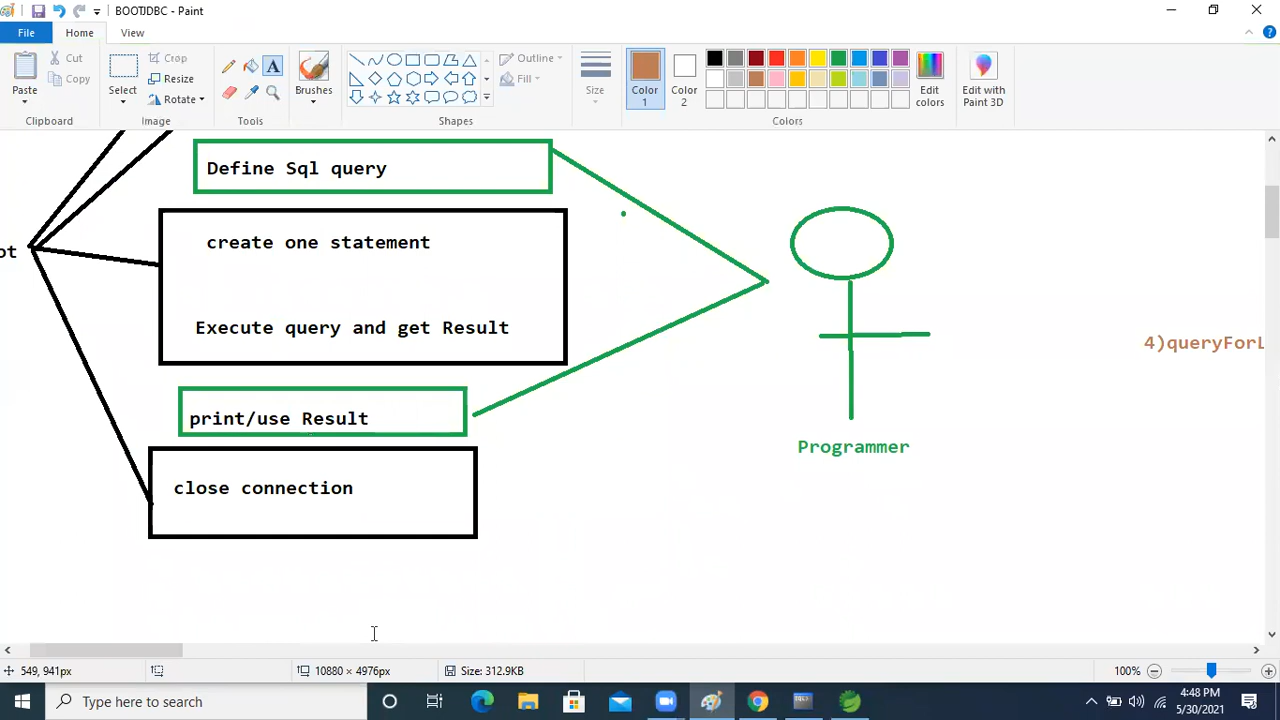 BOOTJDBC - Paint
File
Home
View
Paste
Cut
Copy
Clipboard
Select
Crop
Resize
Rotate
Image
Tools
Brushes
Outline
Fill
Shapes
Size
Color 1
Color 2
Edit colors
Colors
Edit with Paint 3D
Define Sql query
create one statement
ot
Execute query and get Result
4)queryForL
print/use Result
Programmer
close connection
549, 941px
10880 × 4976px
Size: 312.9KB
100%
Type here to search
4:48 PM
5/30/2021